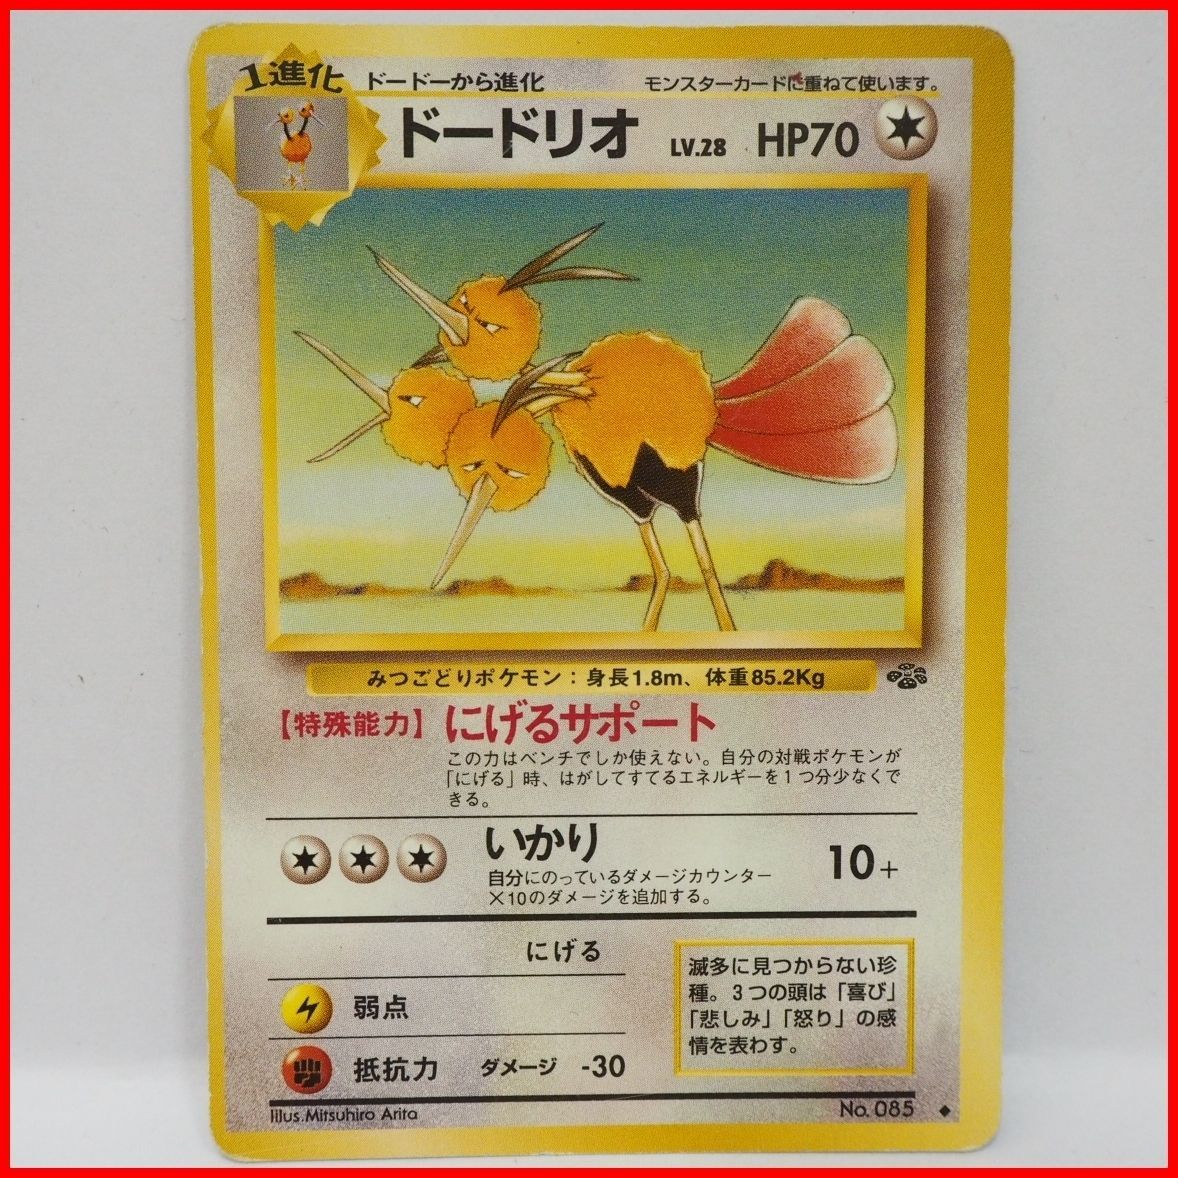 1進化 ドードーから進化 モンスターカードに重ねて使います。
ドードリオ LV.28 HP70
みつごどりポケモン：身長1.8m、体重85.2Kg
【特殊能力】にげるサポート
この力はベンチでしか使えない。自分の対戦ポケモンが
「にげる」時、はがしてすてるエネルギーを1つ分少なくで
きる。
いかり 10+
自分にのっているダメージカウンター
×10のダメージを追加する。
にげる
弱点
抵抗力 ダメージ -30
滅多に見つからない珍
種。3つの頭は「喜び」
「悲しみ」「怒り」の感
情を表わす。
Illus.Mitsuhiro Arita No. 085